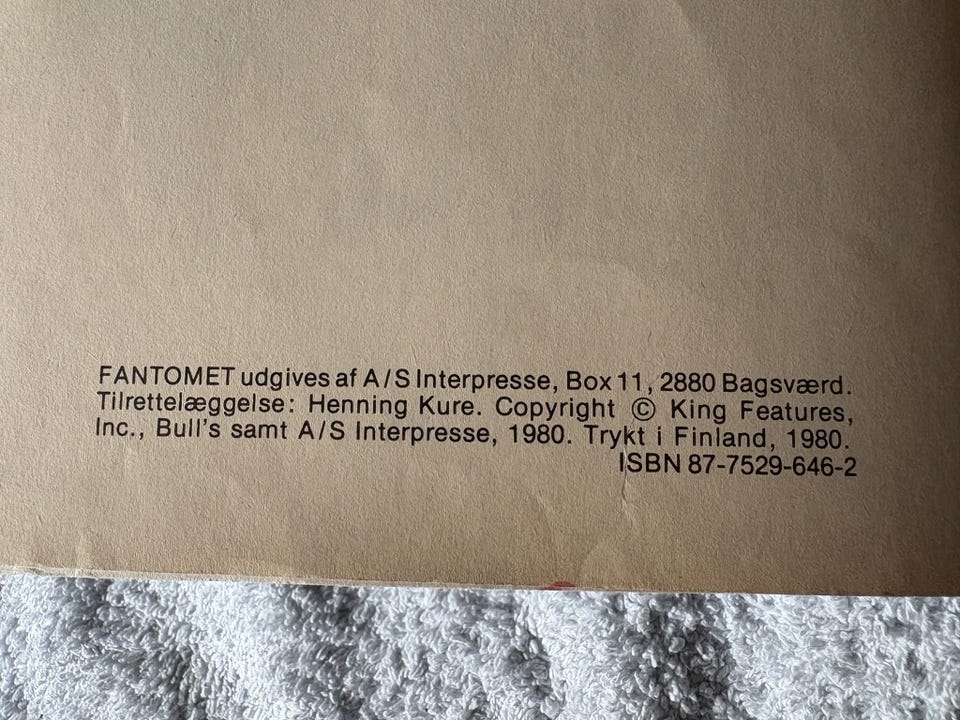 FANTOMET udgives af A/S Interpresse, Box 11, 2880 Bagsværd.
Tilrettelæggelse: Henning Kure. Copyright © King Features,
Inc., Bull's samt A/S Interpresse, 1980. Trykt i Finland, 1980.
ISBN 87-7529-646-2